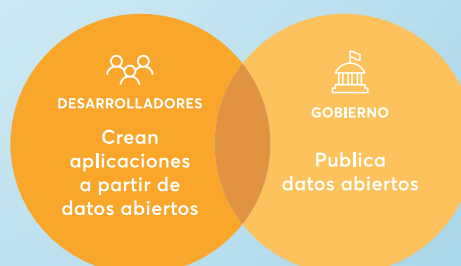 DESARROLLADORES
Crean
aplicaciones
a partir de
datos abiertos
GOBIERNO
Publica
datos abiertos